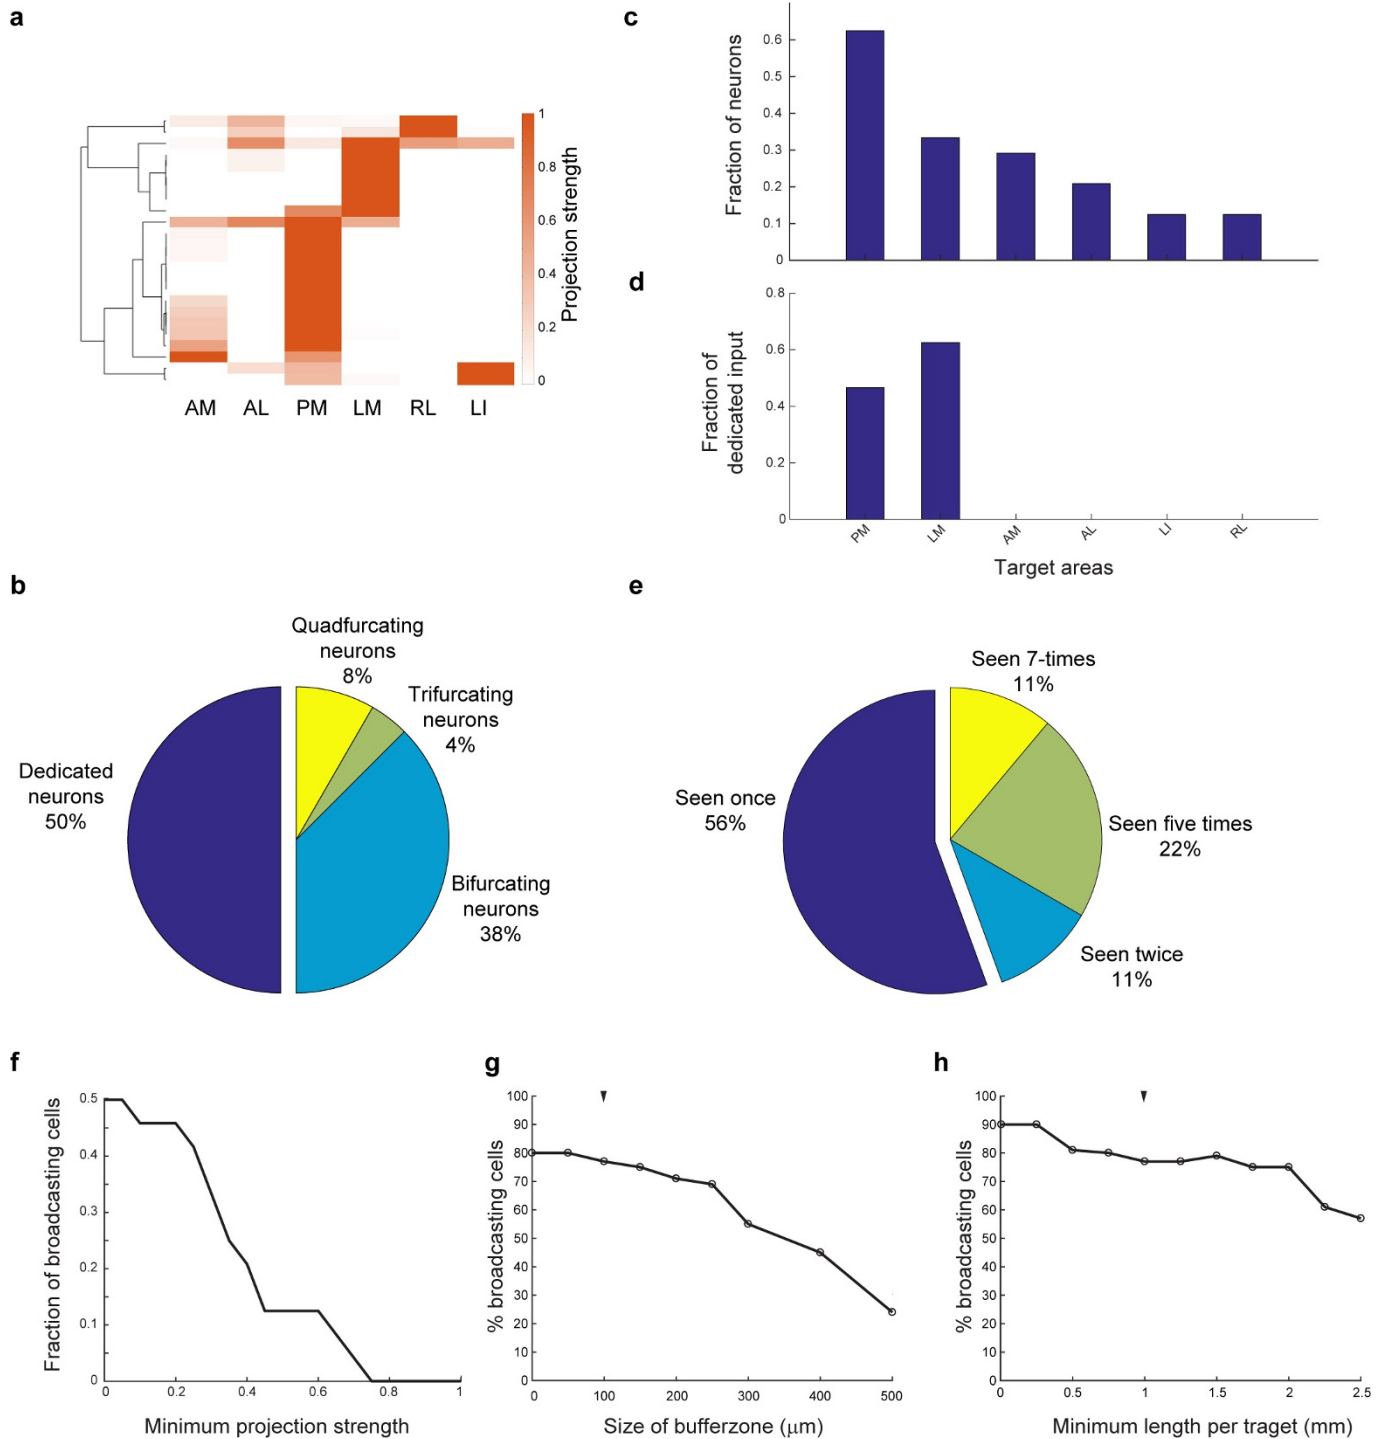 a
1
0.8
0.6
0.4
0.2
0
Projection strength
AM AL PM LM RL LI
c
0.6
0.5
0.4
0.3
0.2
0.1
0
Fraction of neurons
d
0.8
0.6
0.4
0.2
0
Fraction of
dedicated input
PM LM AM AL LI RL
Target areas
b
Quadfurcating
neurons
8%
Trifurcating
neurons
4%
Dedicated
neurons
50%
Bifurcating
neurons
38%
e
Seen 7-times
11%
Seen once
56%
Seen five times
22%
Seen twice
11%
f
Fraction of broadcasting cells
0.5
0.4
0.3
0.2
0.1
0
0 0.2 0.4 0.6 0.8 1
Minimum projection strength
g
% broadcasting cells
100
90
80
70
60
50
40
30
20
10
0
0 100 200 300 400 500
Size of bufferzone (μm)
h
% broadcasting cells
100
90
80
70
60
50
40
30
20
10
0
0 0.5 1 1.5 2 2.5
Minimum length per traget (mm)